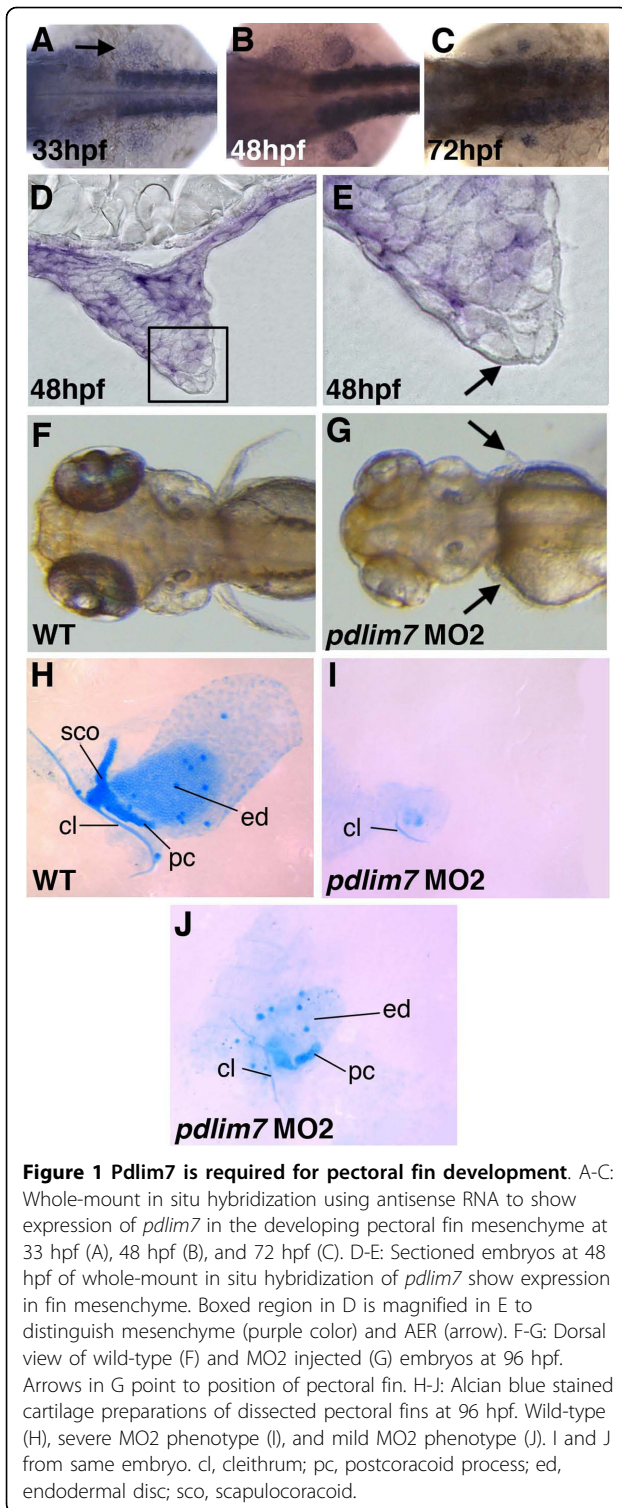 A
B
C
33hpf
48hpf
72hpf
D
E
48hpf
48hpf
F
G
WT
pdlim7 MO2
H
I
sco
ed
cl
pc
cl
WT
pdlim7 MO2
J
ed
cl
pc
pdlim7 MO2
Figure 1 Pdlim7 is required for pectoral fin development. A-C:
Whole-mount in situ hybridization using antisense RNA to show
expression of pdlim7 in the developing pectoral fin mesenchyme at
33 hpf (A), 48 hpf (B), and 72 hpf (C). D-E: Sectioned embryos at 48
hpf of whole-mount in situ hybridization of pdlim7 show expression
in fin mesenchyme. Boxed region in D is magnified in E to
distinguish mesenchyme (purple color) and AER (arrow). F-G: Dorsal
view of wild-type (F) and MO2 injected (G) embryos at 96 hpf.
Arrows in G point to position of pectoral fin. H-J: Alcian blue stained
cartilage preparations of dissected pectoral fins at 96 hpf. Wild-type
(H), severe MO2 phenotype (I), and mild MO2 phenotype (J). I and J
from same embryo. cl, cleithrum; pc, postcoracoid process; ed,
endodermal disc; sco, scapulocoracoid.